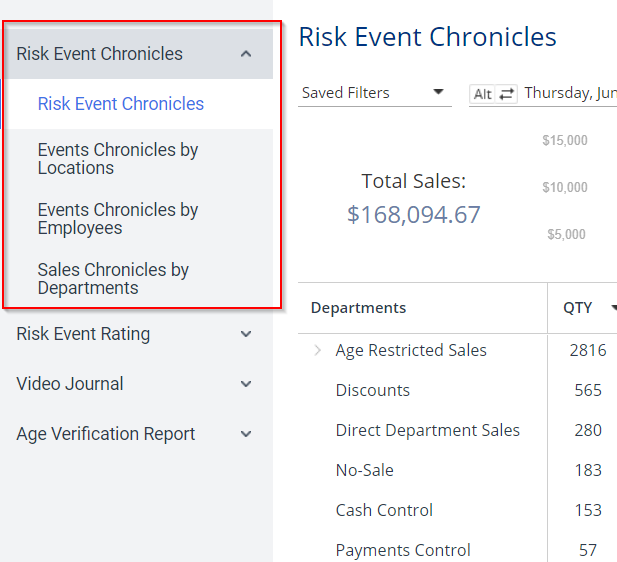 Risk Event Chronicles
Risk Event Chronicles
Events Chronicles by
Locations
Events Chronicles by
Employees
Sales Chronicles by
Departments
Risk Event Rating
Video Journal
Age Verification Report
Risk Event Chronicles
Saved Filters
Alt
Thursday, Jun
Total Sales:
$168,094.67
$15,000
$10,000
$5,000
Departments QTY
Age Restricted Sales 2816
Discounts 565
Direct Department Sales 280
No-Sale 183
Cash Control 153
Payments Control 57